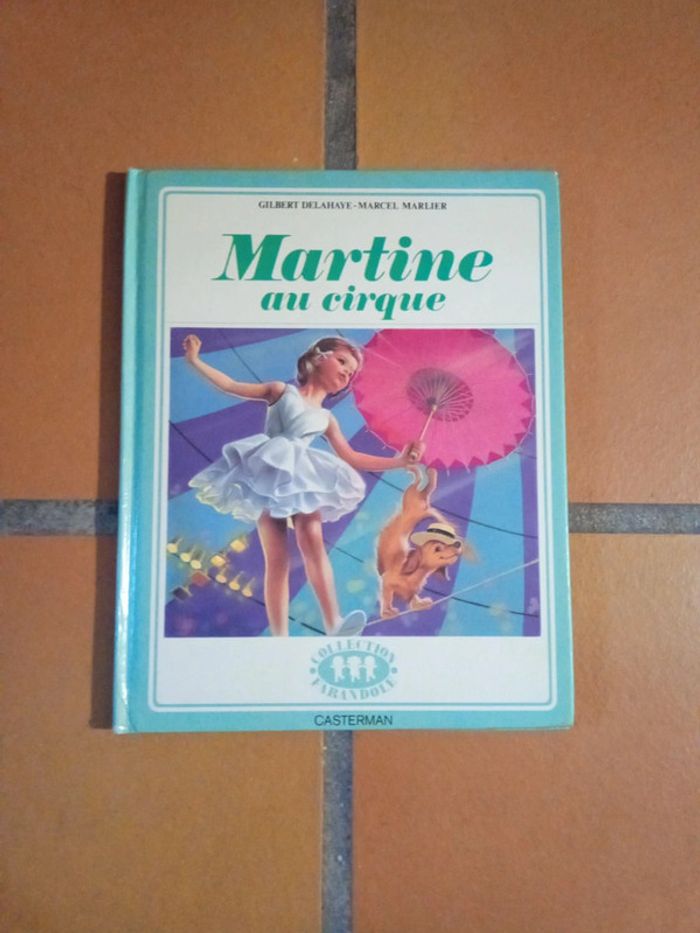 GILBERT DELAHAYE-MARCEL MARLIER
Martine
au cirque
COLLECTION
FARANDOLE
CASTERMAN